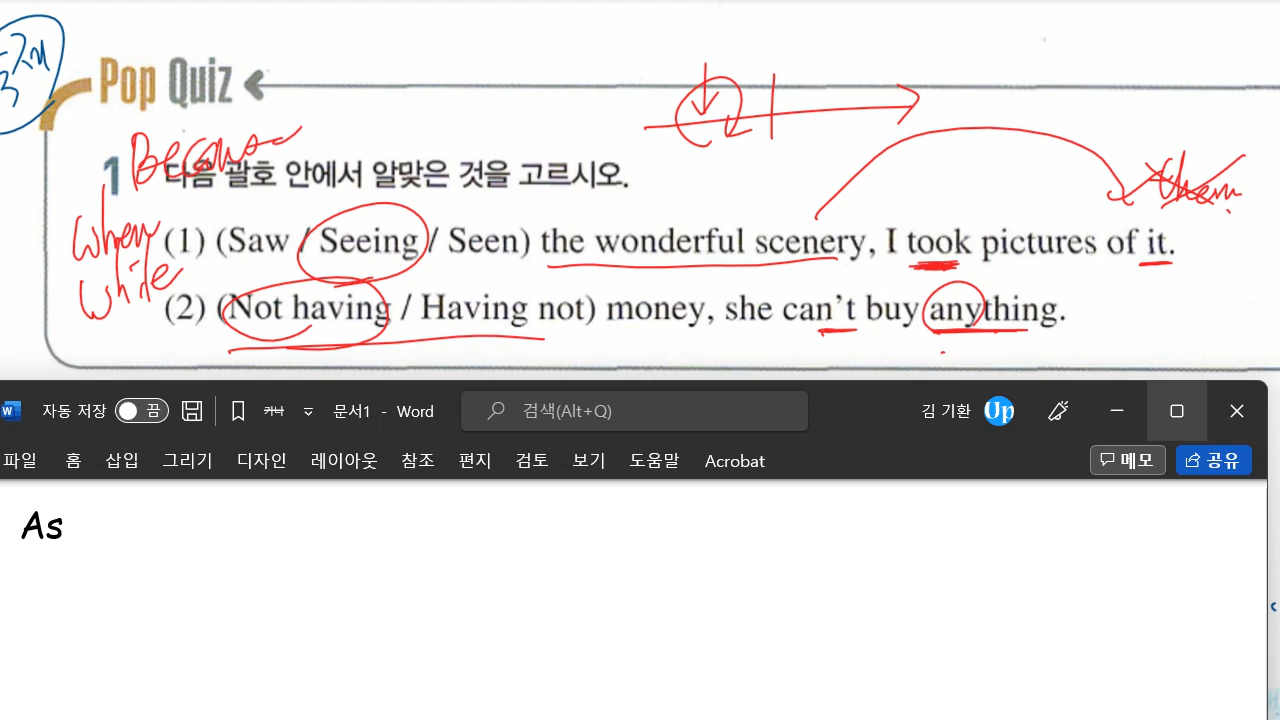 Pop Quiz
Because
1 다음 괄호 안에서 알맞은 것을 고르시오.
them
when
(1) (Saw / Seeing / Seen) the wonderful scenery, I took pictures of it.
while
(2) (Not having / Having not) money, she can't buy anything.
자동 저장 끔 가나 문서1 - Word 검색(Alt+Q) 김 기환 Up
파일 홈 삽입 그리기 디자인 레이아웃 참조 편지 검토 보기 도움말 Acrobat 메모 공유
As